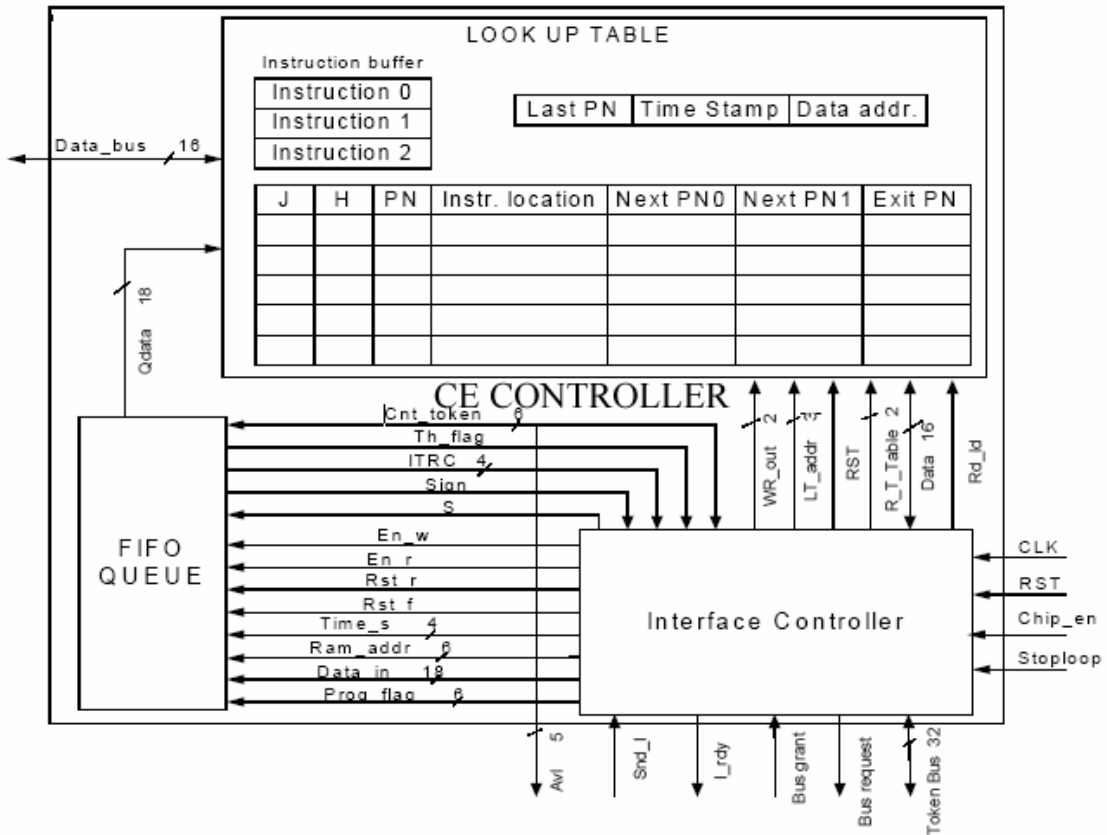 LOOK UP TABLE
Instruction buffer
Instruction 0
Instruction 1
Instruction 2
Last PN Time Stamp Data addr.
Data_bus 16
J H PN Instr. location Next PN0 Next PN1 Exit PN
Qdata 18
CE CONTROLLER
Cnt_token 6
Th_flag
ITRC 4
Sign
S
En_w
En_r
Rst_r
Rst_f
Time_s 4
Ram_addr 6
Data_in 18
Prog_flag 6
FIFO
QUEUE
WR_out 2
LT_addr
RST
R_T_Table 2
Data 16
Rd_ld
Interface Controller
CLK
RST
Chip_en
Stoploop
Avl 5
Snd_I
I_rdy
Bus grant
Bus request
Token Bus 32